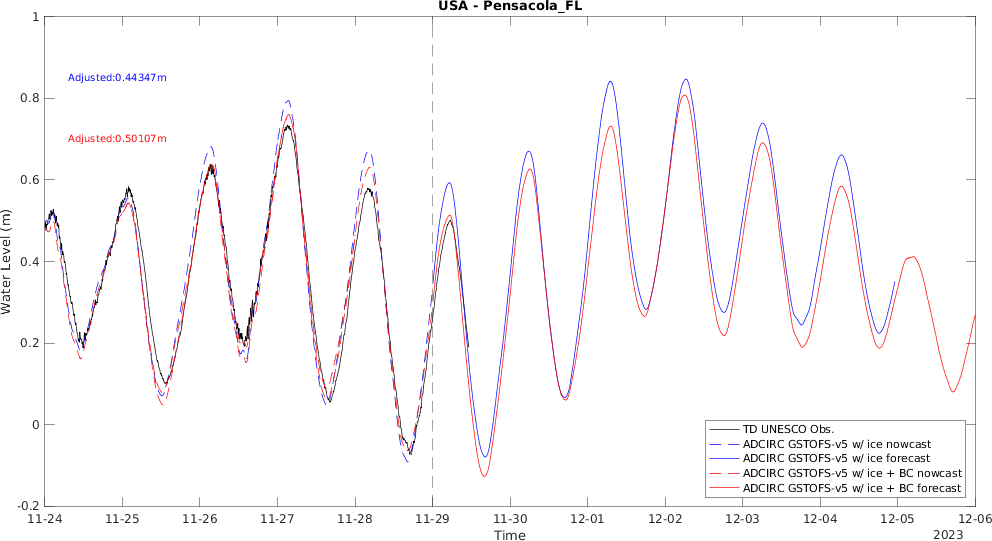 USA - Pensacola_FL
Water Level (m)
1
0.8
0.6
0.4
0.2
0
-0.2
Adjusted:0.44347m
Adjusted:0.50107m
TD UNESCO Obs.
ADCIRC GSTOFS-v5 w/ ice nowcast
ADCIRC GSTOFS-v5 w/ ice forecast
ADCIRC GSTOFS-v5 w/ ice + BC nowcast
ADCIRC GSTOFS-v5 w/ ice + BC forecast
11-24 11-25 11-26 11-27 11-28 11-29 11-30 12-01 12-02 12-03 12-04 12-05 12-06
Time
2023